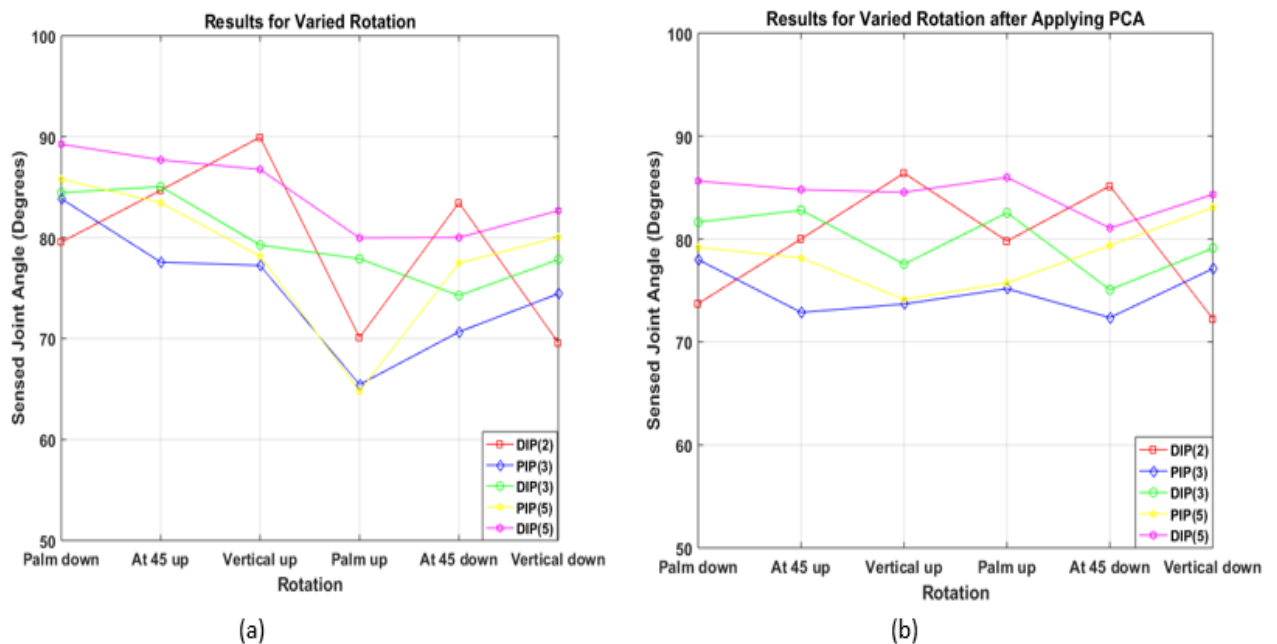 Results for Varied Rotation
100
90
80
70
60
50
Sensed Joint Angle (Degrees)
DIP(2)
PIP(3)
DIP(3)
PIP(5)
DIP(5)
Palm down At 45 up Vertical up Palm up At 45 down Vertical down
Rotation
(a)
Results for Varied Rotation after Applying PCA
100
90
80
70
60
50
Sensed Joint Angle (Degrees)
DIP(2)
PIP(3)
DIP(3)
PIP(5)
DIP(5)
Palm down At 45 up Vertical up Palm up At 45 down Vertical down
Rotation
(b)